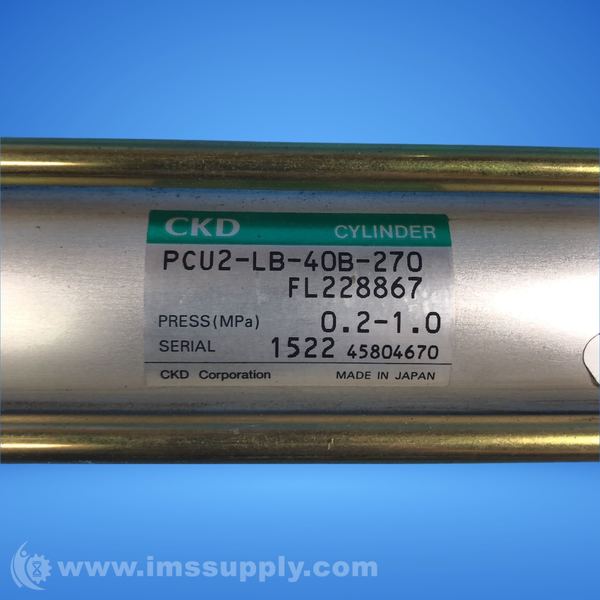 CKD CYLINDER
PCU2-LB-40B-270
FL228867
PRESS(MPa) 0.2-1.0
SERIAL 1522 45804670
CKD Corporation MADE IN JAPAN
www.imssupply.com